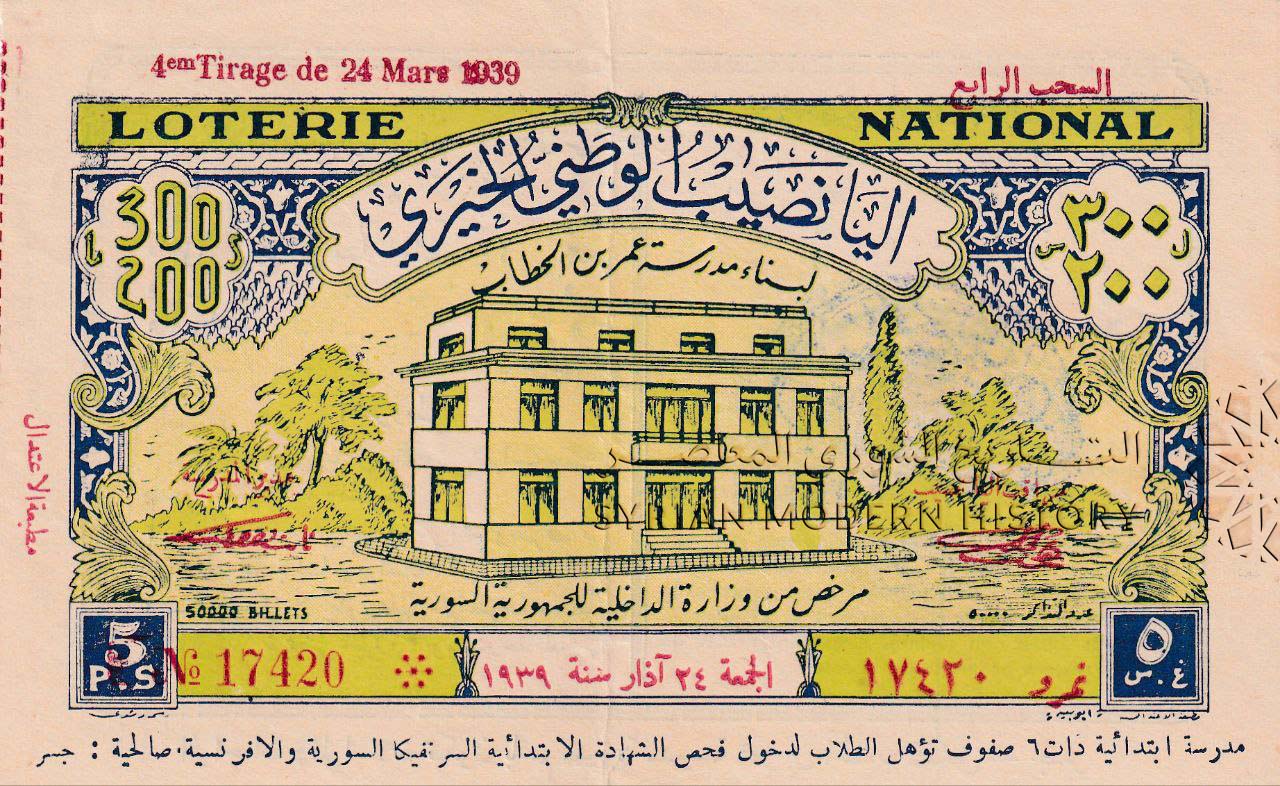 4em Tirage de 24 Mars 1939
السحب الرابع
LOTERIE NATIONAL
اليانصيب الوطني الخيري
300
200
ل س
٣٠٠
٢٠٠
ل س
لبناء مدرسة عمر بن الخطاب
التاريخ السوري المعاصر
SYRIAN MODERN HISTORY
مطبعة الاعتدال
مرخص من وزارة الداخلية للجمهورية السورية
50000 BILLETS
عدد التذاكر ٥٠٠٠٠
5
P.S
№ 17420
الجمعة ٢٤ آذار سنة ١٩٣٩
نمرو ١٧٤٢٠
٥
غ.س
مدرسة ابتدائية ذات ٦ صفوف تؤهل الطلاب لدخول فحص الشهادة الابتدائية السرتفيكا السورية والافرنسية. صالحية : جسر